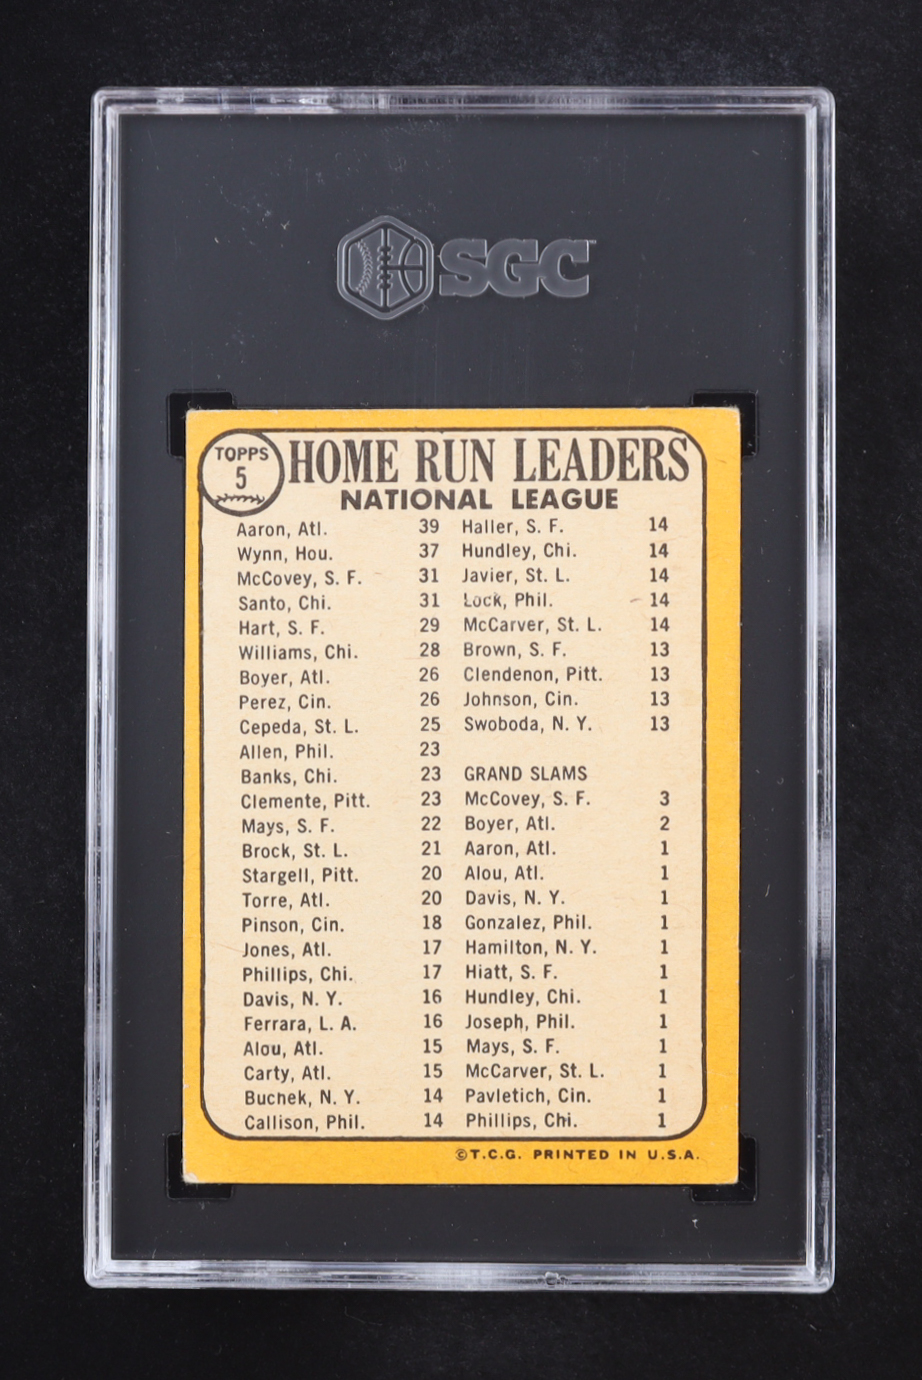 SGC
TOPPS
5
HOME RUN LEADERS
NATIONAL LEAGUE
Aaron, Atl. 39
Wynn, Hou. 37
McCovey, S. F. 31
Santo, Chi. 31
Hart, S. F. 29
Williams, Chi. 28
Boyer, Atl. 26
Perez, Cin. 26
Cepeda, St. L. 25
Allen, Phil. 23
Banks, Chi. 23
Clemente, Pitt. 23
Mays, S. F. 22
Brock, St. L. 21
Stargell, Pitt. 20
Torre, Atl. 20
Pinson, Cin. 18
Jones, Atl. 17
Phillips, Chi. 17
Davis, N. Y. 16
Ferrara, L. A. 16
Alou, Atl. 15
Carty, Atl. 15
Buchek, N. Y. 14
Callison, Phil. 14
Haller, S. F. 14
Hundley, Chi. 14
Javier, St. L. 14
Lock, Phil. 14
McCarver, St. L. 14
Brown, S. F. 13
Clendenon, Pitt. 13
Johnson, Cin. 13
Swoboda, N. Y. 13
GRAND SLAMS
McCovey, S. F. 3
Boyer, Atl. 2
Aaron, Atl. 1
Alou, Atl. 1
Davis, N. Y. 1
Gonzalez, Phil. 1
Hamilton, N. Y. 1
Hiatt, S. F. 1
Hundley, Chi. 1
Joseph, Phil. 1
Mays, S. F. 1
McCarver, St. L. 1
Pavletich, Cin. 1
Phillips, Chi. 1
©T.C.G. PRINTED IN U.S.A.